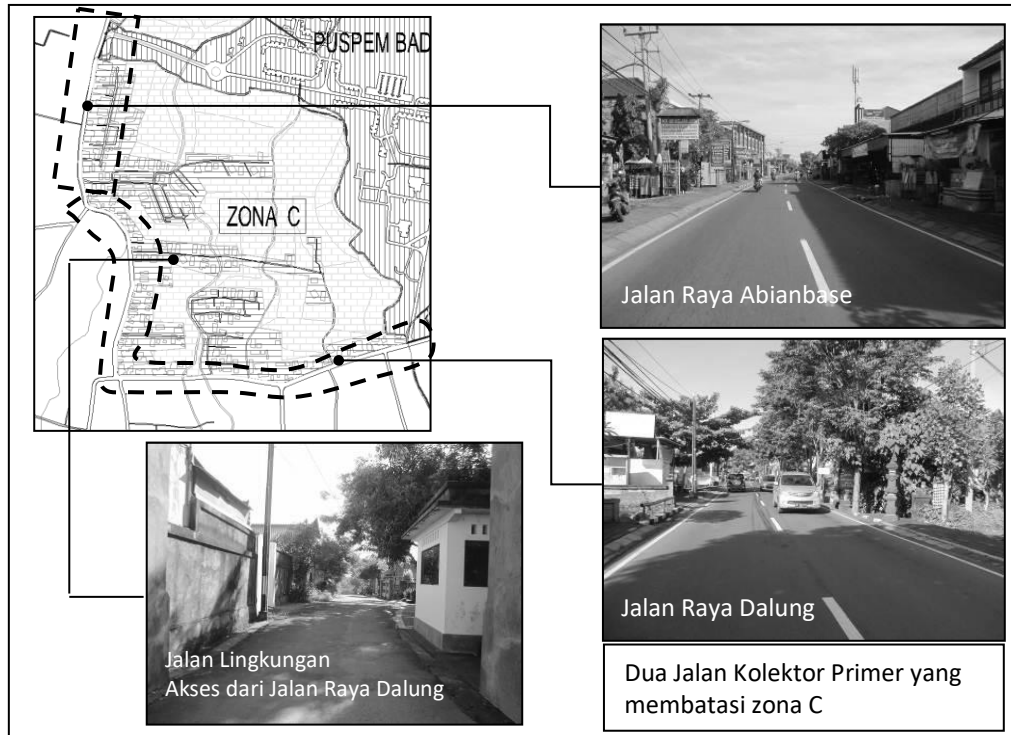 PUSPEM BAD
ZONA C
Jalan Raya Abianbase
Jalan Raya Dalung
Jalan Lingkungan
Akses dari Jalan Raya Dalung
Dua Jalan Kolektor Primer yang
membatasi zona C